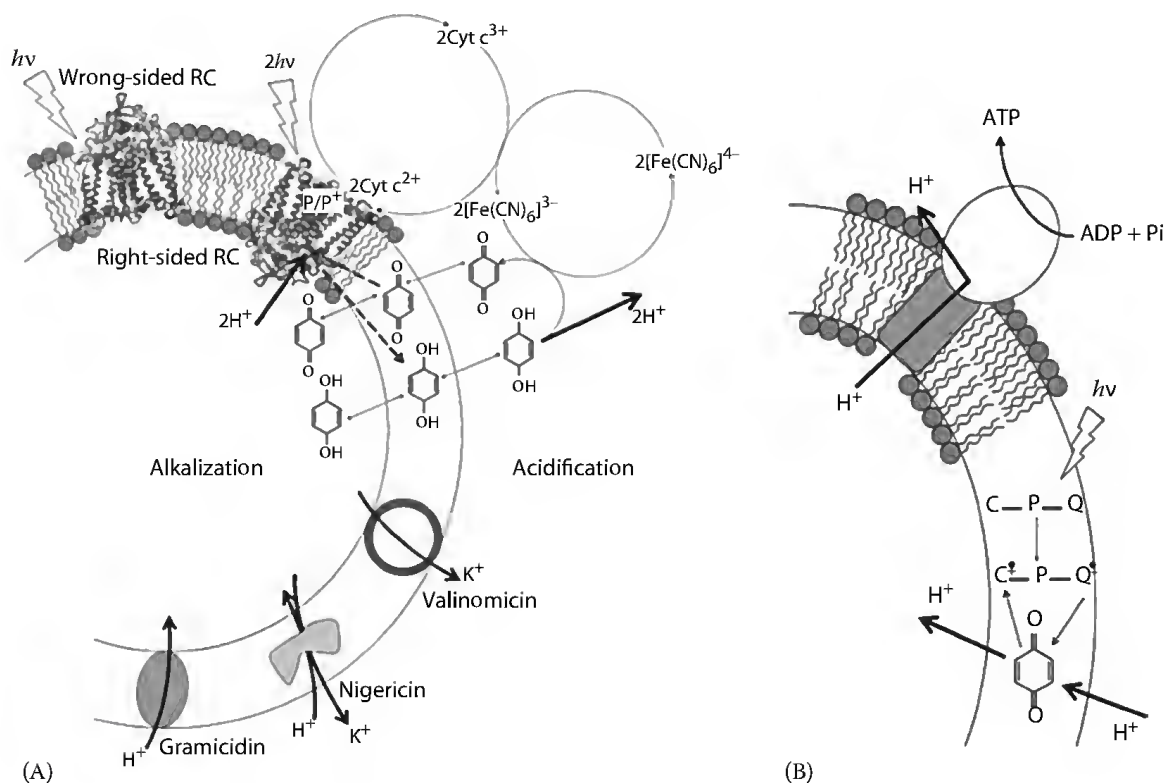 hν
Wrong-sided RC
2hν
2Cyt c³⁺
2[Fe(CN)₆]⁴⁻
P/P⁺
2Cyt c²⁺
2[Fe(CN)₆]³⁻
Right-sided RC
2H⁺
O
O
O
O
O
O
2H⁺
OH
OH
OH
OH
OH
OH
Alkalization
Acidification
K⁺
Valinomicin
Nigericin
H⁺
K⁺
H⁺
Gramicidin
(A)
ATP
H⁺
ADP + Pi
H⁺
hν
C — P — Q
C — P — Q
H⁺
O
O
H⁺
(B)